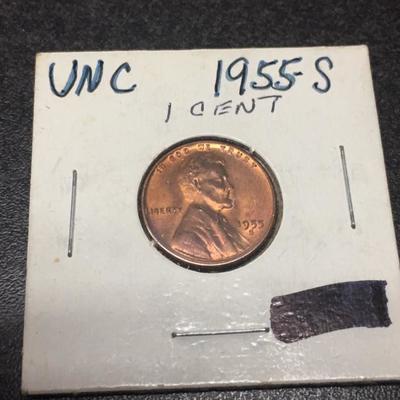 UNC 1955-S
1 CENT
IN GOD WE TRUST
LIBERTY
1955
S